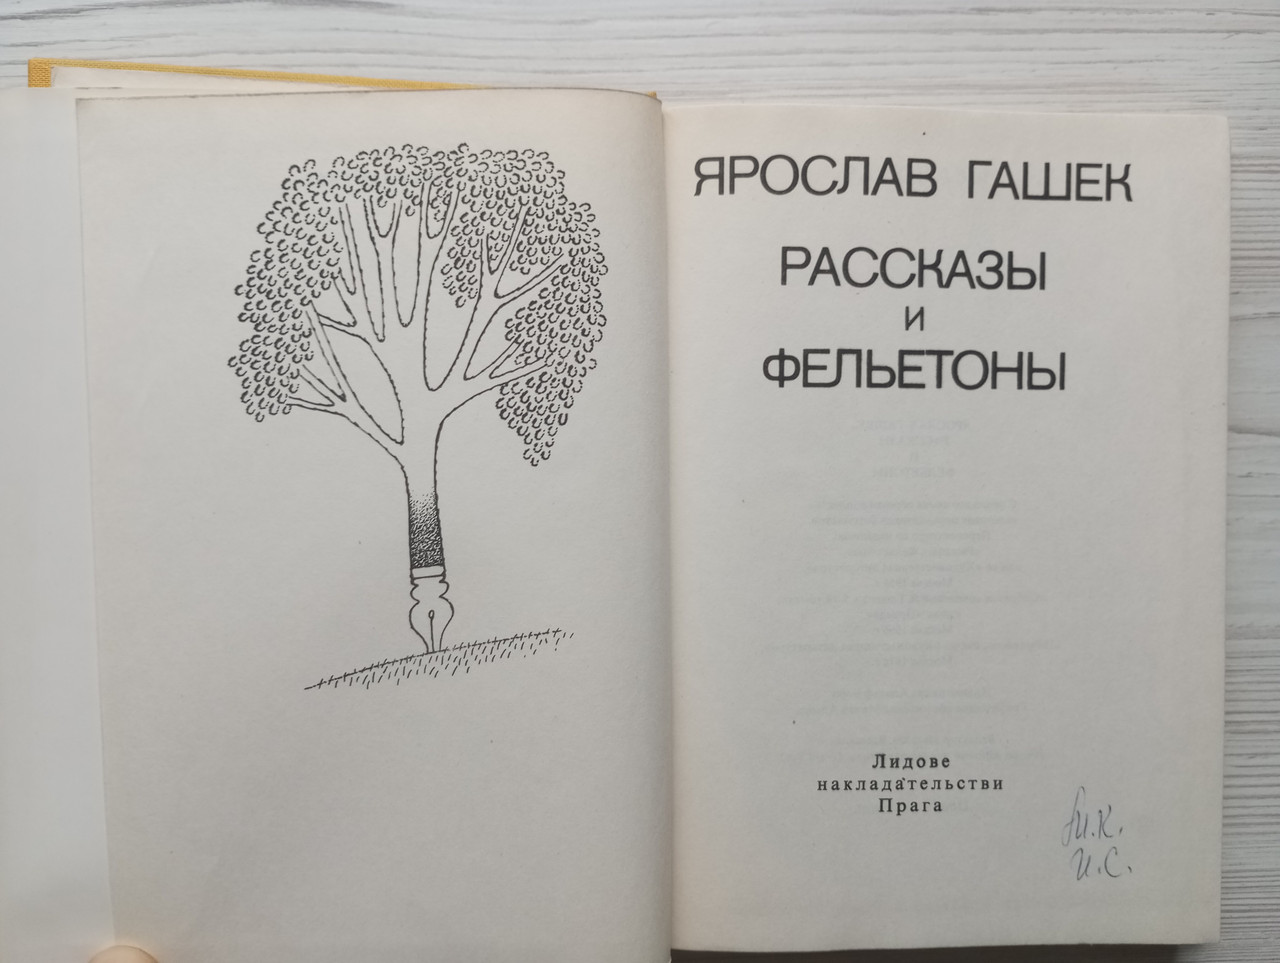 ЯРОСЛАВ ГАШЕК
РАССКАЗЫ
И
ФЕЛЬЕТОНЫ
Лидове
накладательстви
Прага
И.С.